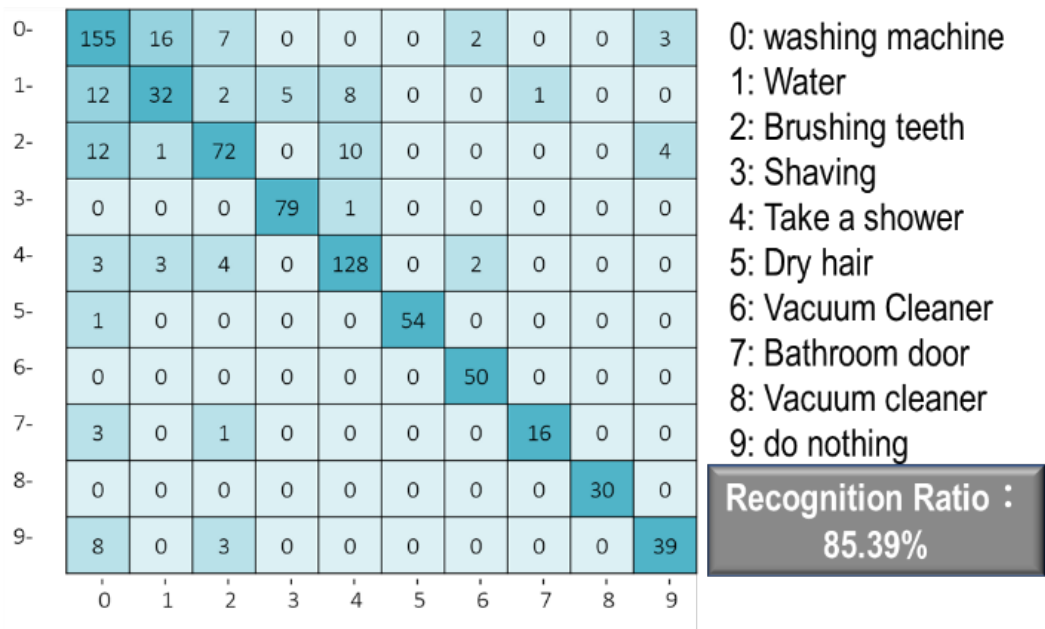 0- 155 16 7 0 0 0 2 0 0 3
1- 12 32 2 5 8 0 0 1 0 0
2- 12 1 72 0 10 0 0 0 0 4
3- 0 0 0 79 1 0 0 0 0 0
4- 3 3 4 0 128 0 2 0 0 0
5- 1 0 0 0 0 54 0 0 0 0
6- 0 0 0 0 0 0 50 0 0 0
7- 3 0 1 0 0 0 0 16 0 0
8- 0 0 0 0 0 0 0 0 30 0
9- 8 0 3 0 0 0 0 0 0 39
0 1 2 3 4 5 6 7 8 9
0: washing machine
1: Water
2: Brushing teeth
3: Shaving
4: Take a shower
5: Dry hair
6: Vacuum Cleaner
7: Bathroom door
8: Vacuum cleaner
9: do nothing
Recognition Ratio：
85.39%